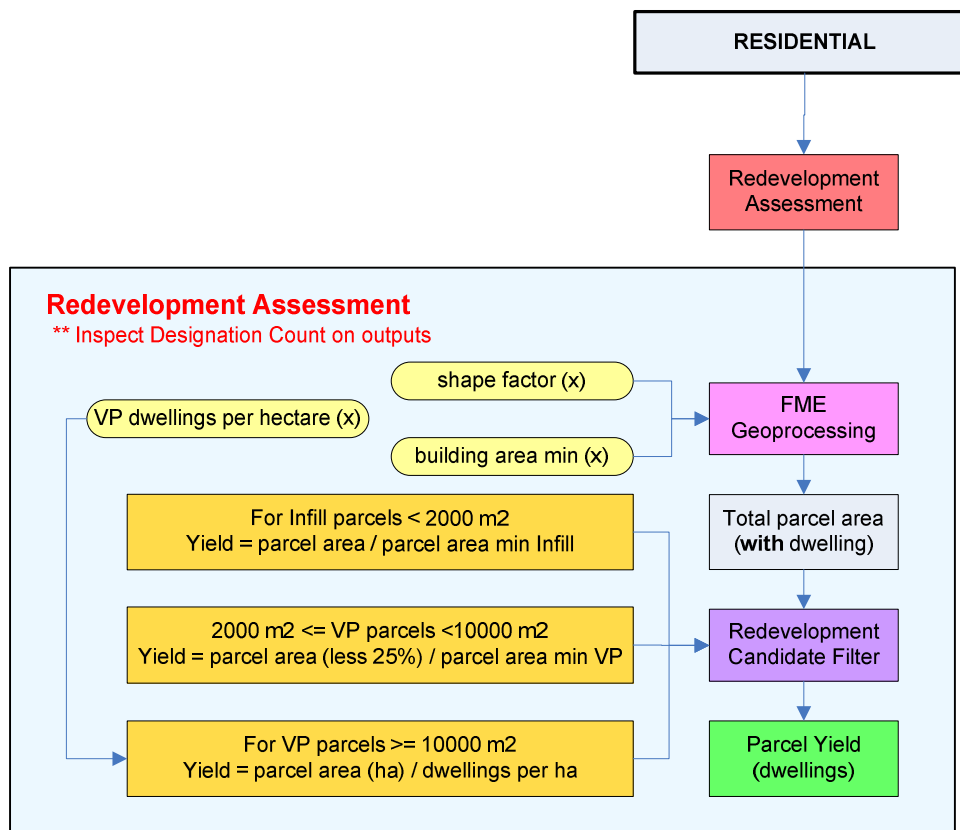 RESIDENTIAL
Redevelopment
Assessment
Redevelopment Assessment
** Inspect Designation Count on outputs
shape factor (x)
VP dwellings per hectare (x)
building area min (x)
FME
Geoprocessing
For Infill parcels < 2000 m2
Yield = parcel area / parcel area min Infill
Total parcel area
(with dwelling)
2000 m2 <= VP parcels <10000 m2
Yield = parcel area (less 25%) / parcel area min VP
Redevelopment
Candidate Filter
For VP parcels >= 10000 m2
Yield = parcel area (ha) / dwellings per ha
Parcel Yield
(dwellings)